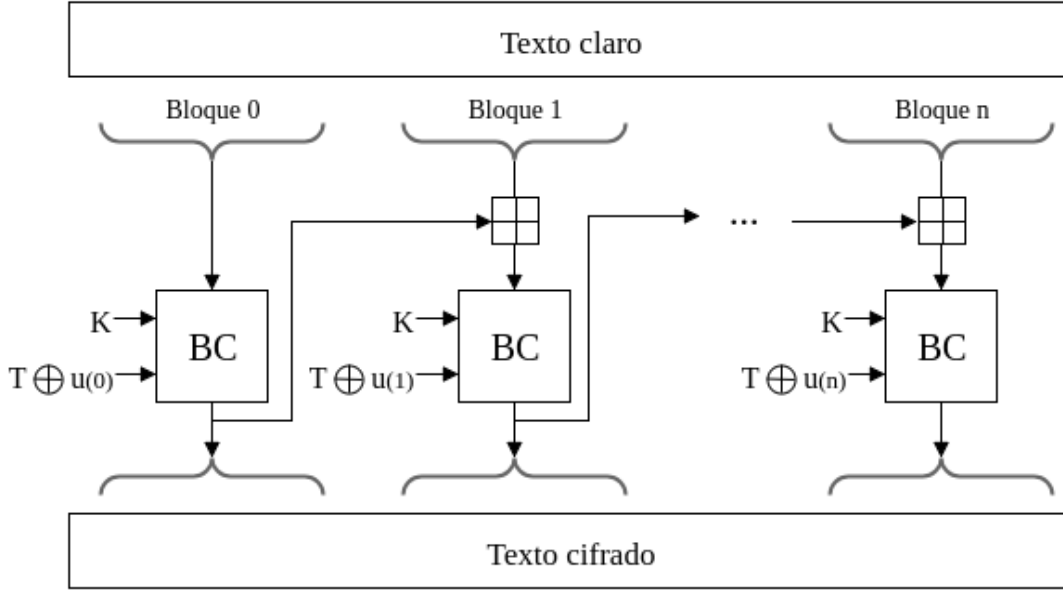 Texto claro
Bloque 0 Bloque 1 Bloque n
...
K K K
BC BC BC
T ⊕ u(0) T ⊕ u(1) T ⊕ u(n)
Texto cifrado